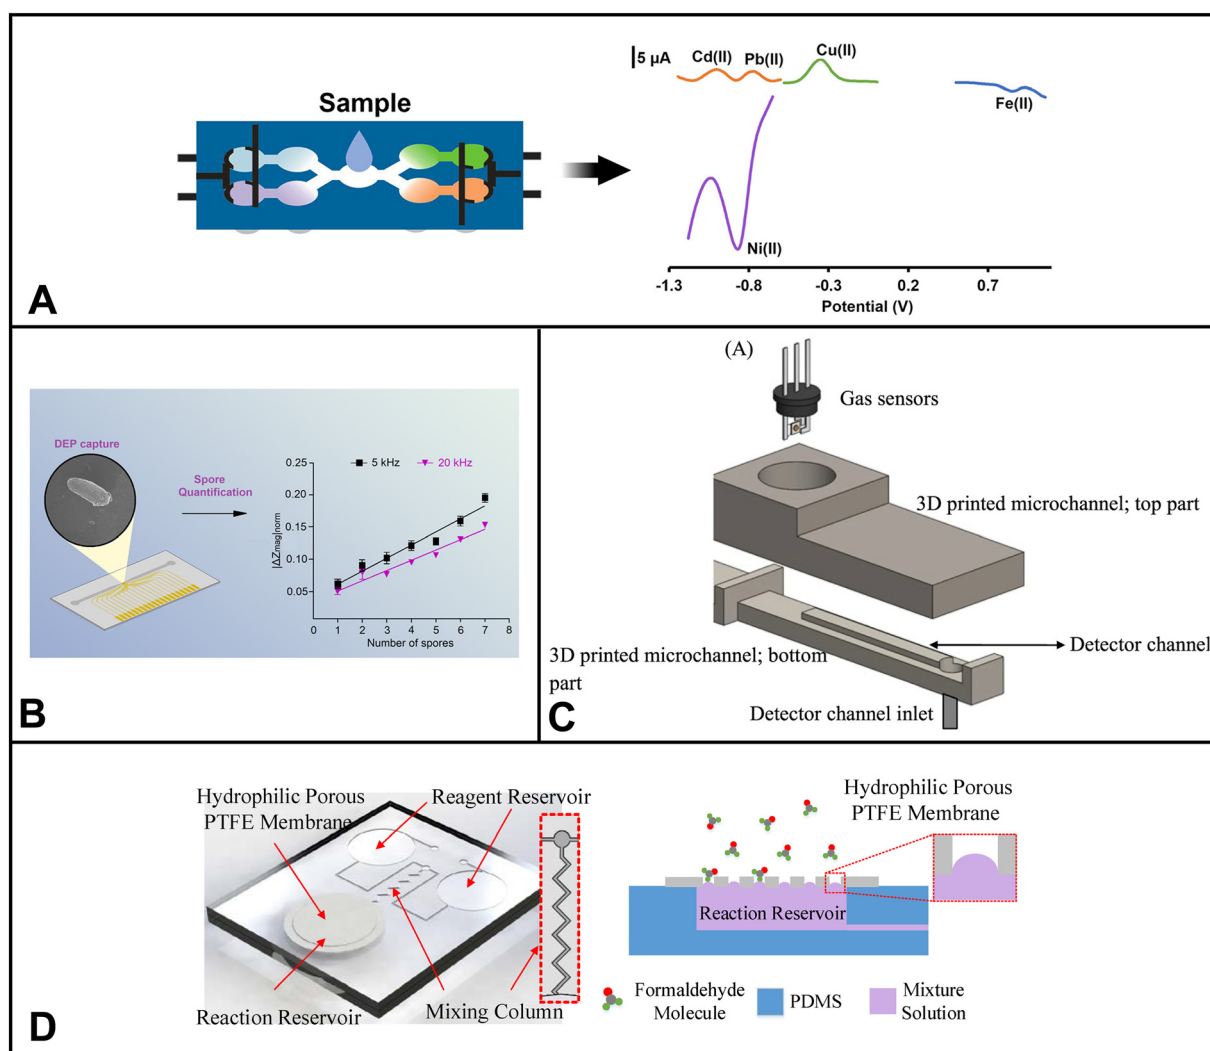 Sample
5 µA
Cd(II)
Pb(II)
Cu(II)
Fe(II)
Ni(II)
-1.3
-0.8
-0.3
0.2
0.7
Potential (V)
A
DEP capture
Spore
Quantification
5 kHz
20 kHz
|ΔZmag|norm
0.25
0.20
0.15
0.10
0.05
0
1
2
3
4
5
6
7
8
Number of spores
B
(A)
Gas sensors
3D printed microchannel; top part
Detector channel
3D printed microchannel; bottom
part
Detector channel inlet
C
Hydrophilic Porous
PTFE Membrane
Reagent Reservoir
Reaction Reservoir
Mixing Column
Hydrophilic Porous
PTFE Membrane
Reaction Reservoir
Formaldehyde
Molecule
PDMS
Mixture
Solution
D